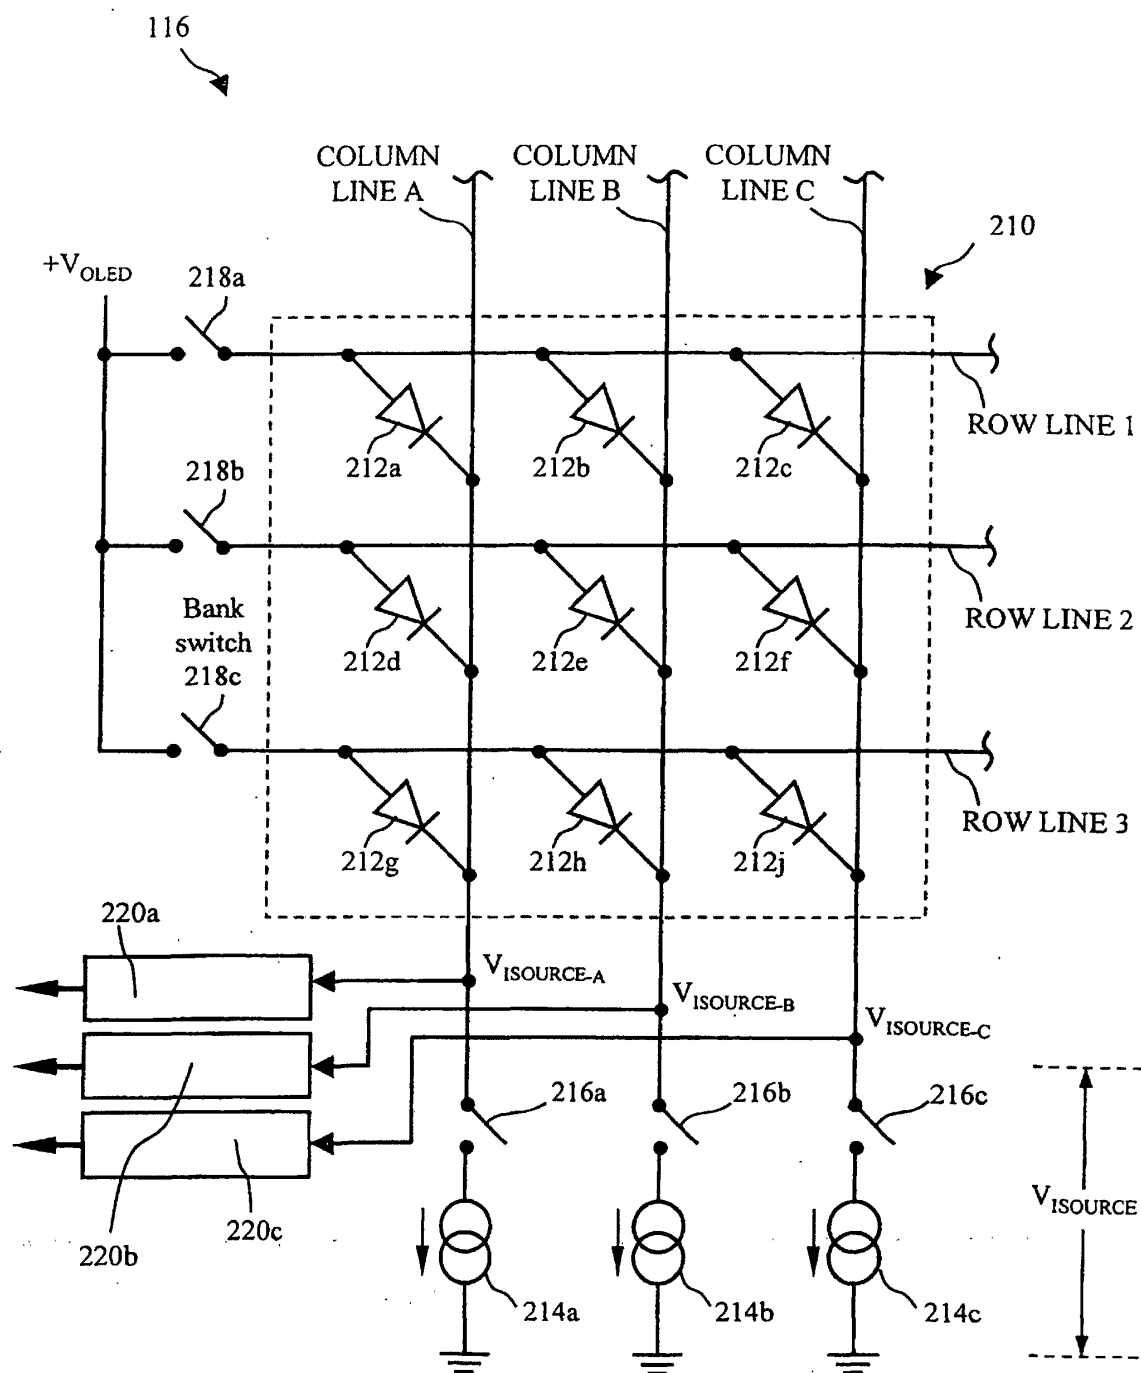 116
COLUMN
LINE A
COLUMN
LINE B
COLUMN
LINE C
210
+VOLED
218a
ROW LINE 1
212a
212b
212c
218b
ROW LINE 2
Bank
switch
218c
212d
212e
212f
ROW LINE 3
212g
212h
212j
220a
VISOURCE-A
VISOURCE-B
VISOURCE-C
216a
216b
216c
VISOURCE
220c
220b
214a
214b
214c